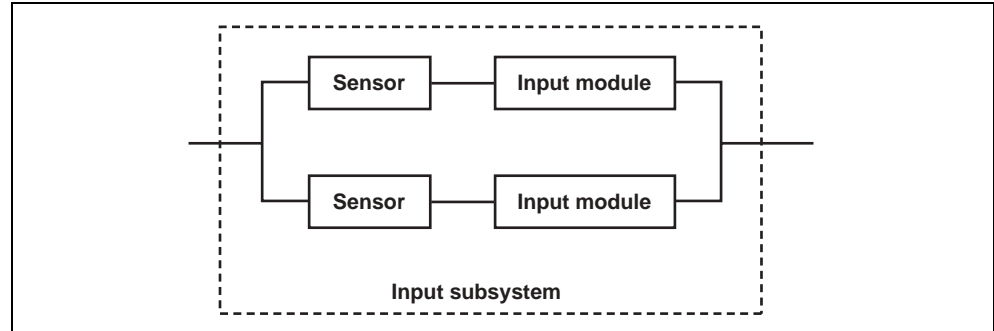 Sensor
Input module
Sensor
Input module
Input subsystem